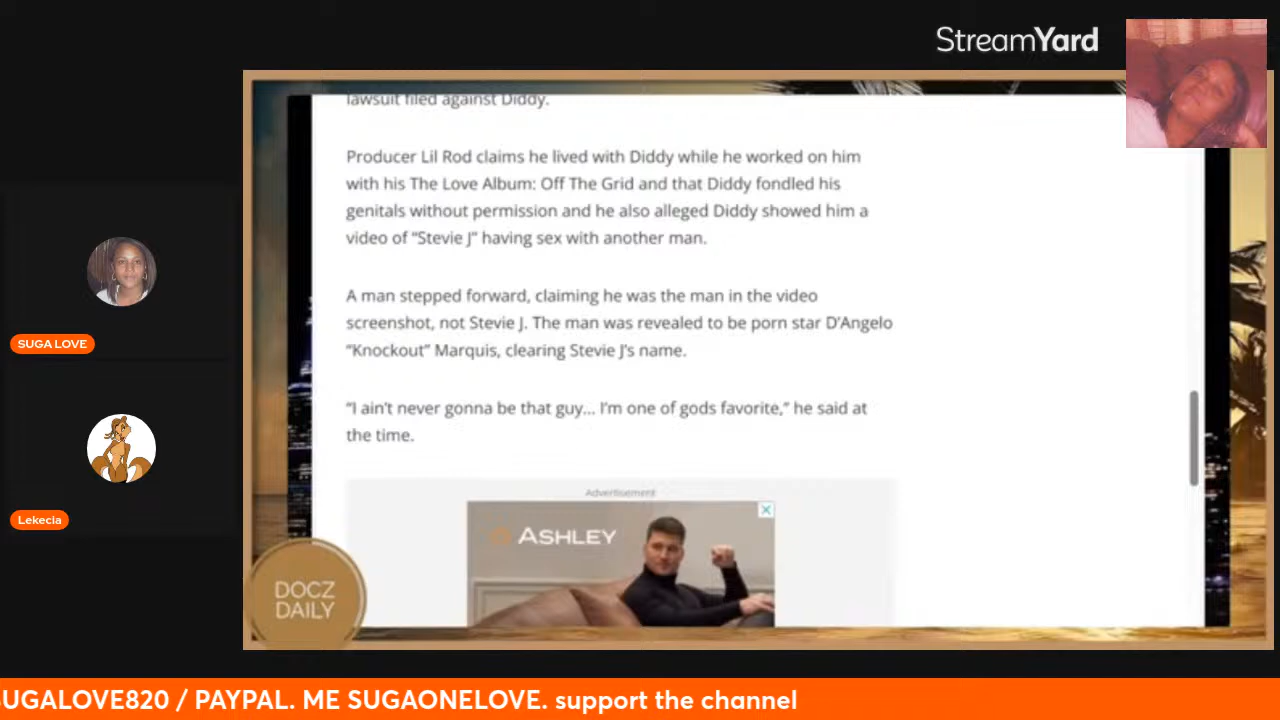 StreamYard
lawsuit filed against Diddy.
Producer Lil Rod claims he lived with Diddy while he worked on him
with his The Love Album: Off The Grid and that Diddy fondled his
genitals without permission and he also alleged Diddy showed him a
video of “Stevie J” having sex with another man.
A man stepped forward, claiming he was the man in the video
screenshot, not Stevie J. The man was revealed to be porn star D’Angelo
“Knockout” Marquis, clearing Stevie J’s name.
“I ain’t never gonna be that guy... I’m one of gods favorite,” he said at
the time.
Advertisement
ASHLEY
SUGA LOVE
Lekecia
DOCZ
DAILY
SUGALOVE820 / PAYPAL. ME SUGAONELOVE. support the channel